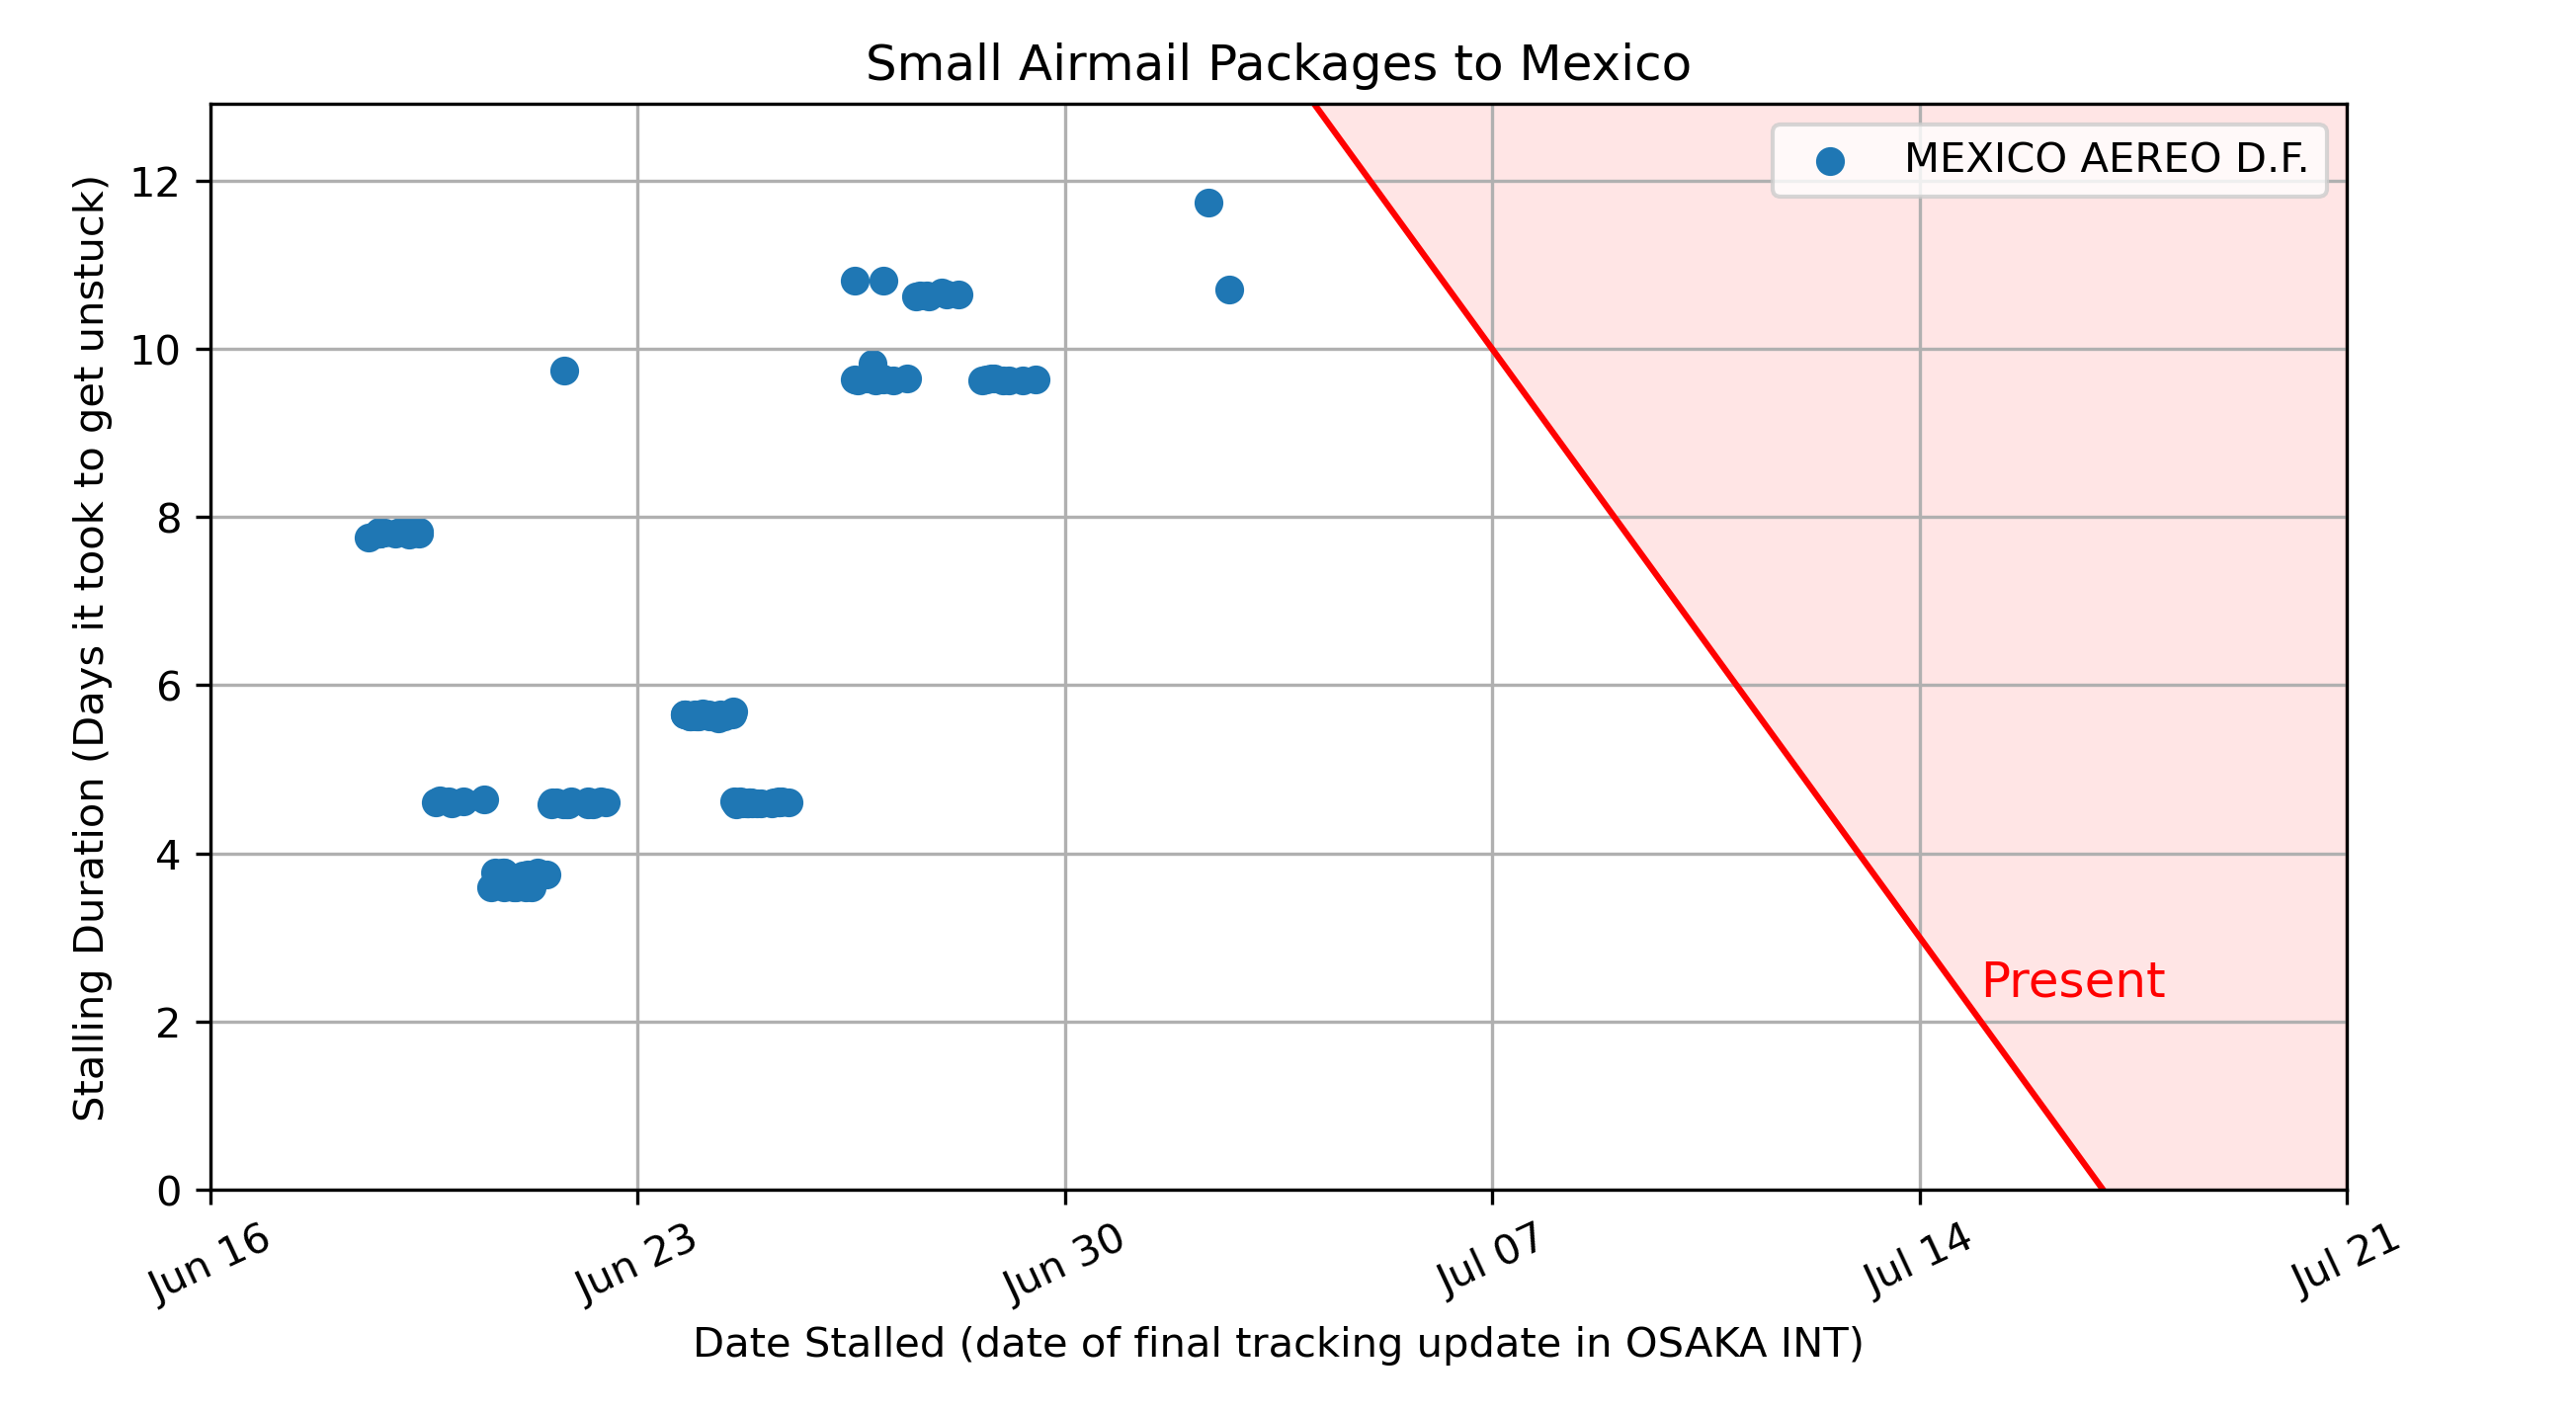 Small Airmail Packages to Mexico
MEXICO AEREO D.F.
Stalling Duration (Days it took to get unstuck)
12
10
8
6
4
2
0
Present
Jun 16
Jun 23
Jun 30
Jul 07
Jul 14
Jul 21
Date Stalled (date of final tracking update in OSAKA INT)